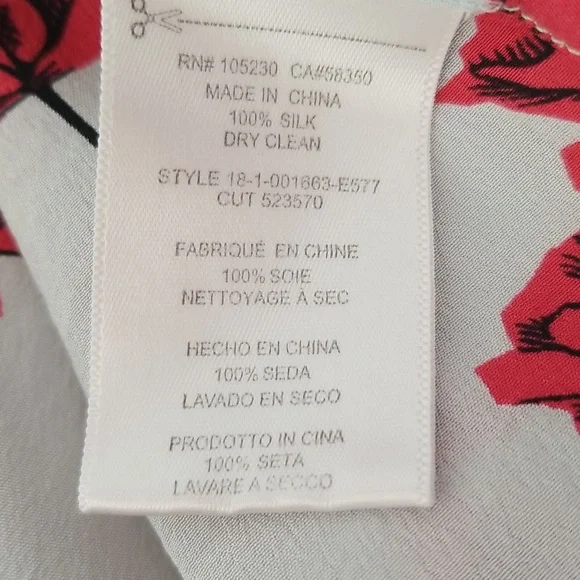 RN# 105230 CA#58350
MADE IN CHINA
100% SILK
DRY CLEAN
STYLE 18-1-001663-E577
CUT 523570
FABRIQUÉ EN CHINE
100% SOIE
NETTOYAGE À SEC
HECHO EN CHINA
100% SEDA
LAVADO EN SECO
PRODOTTO IN CINA
100% SETA
LAVARE A SECCO